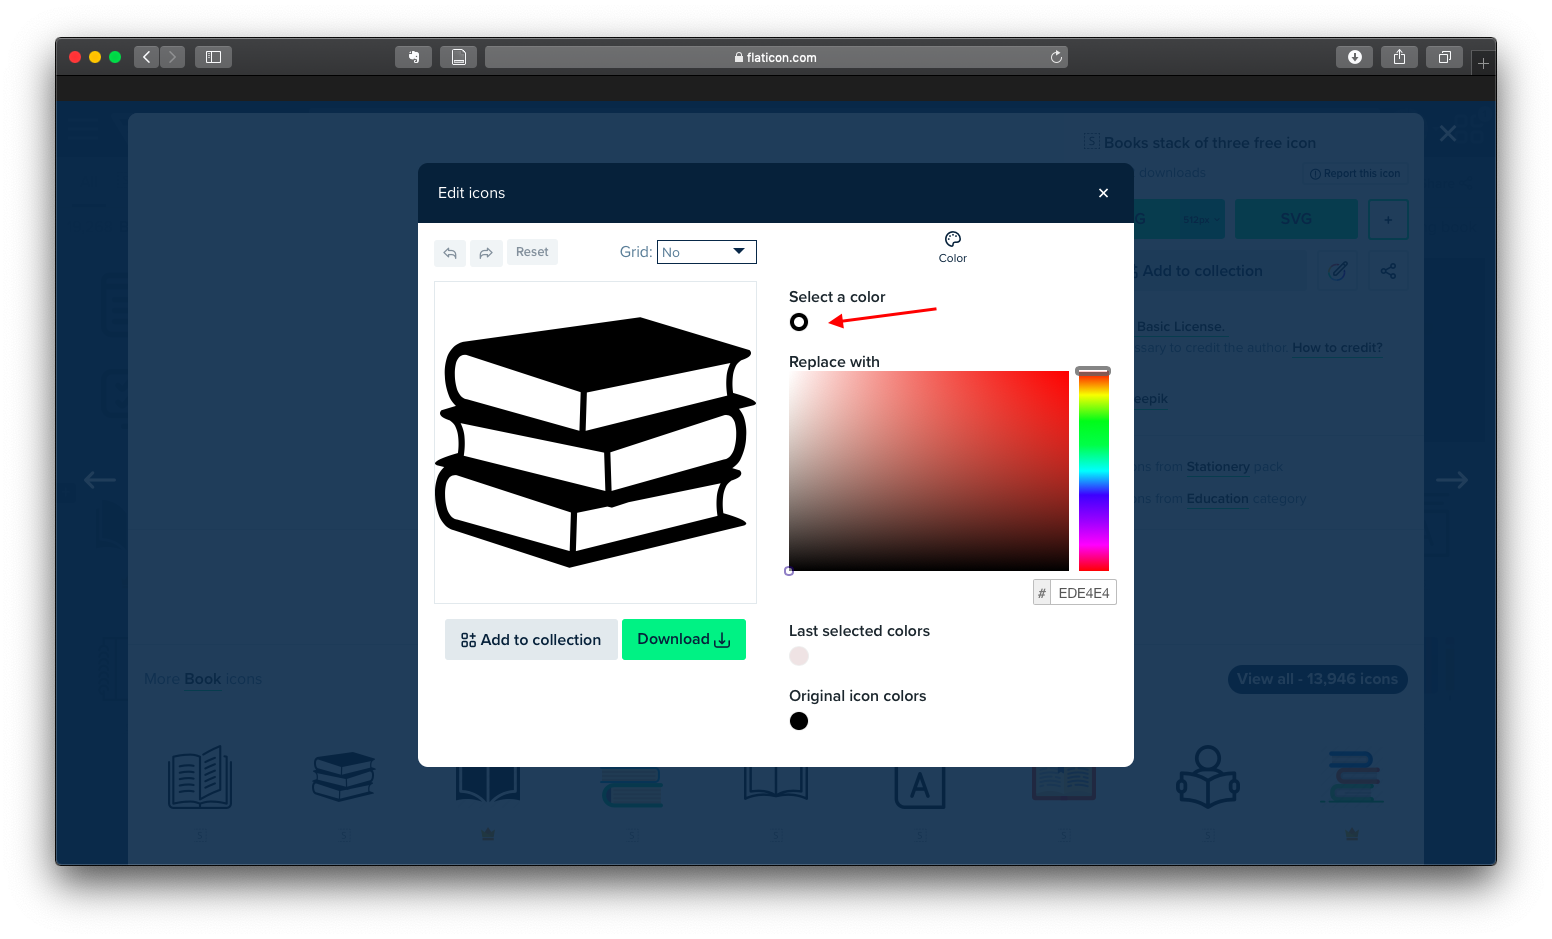 flaticon.com
S Books stack of three free icon
downloads
Report this icon
Edit icons
G 512px
SVG
+
Reset
Grid: No
Color
Add to collection
Select a color
Basic License.
ssary to credit the author. How to credit?
Replace with
eepik
ons from Stationery pack
ons from Education category
# EDE4E4
Add to collection
Download
Last selected colors
More Book icons
View all - 13,946 icons
Original icon colors
A